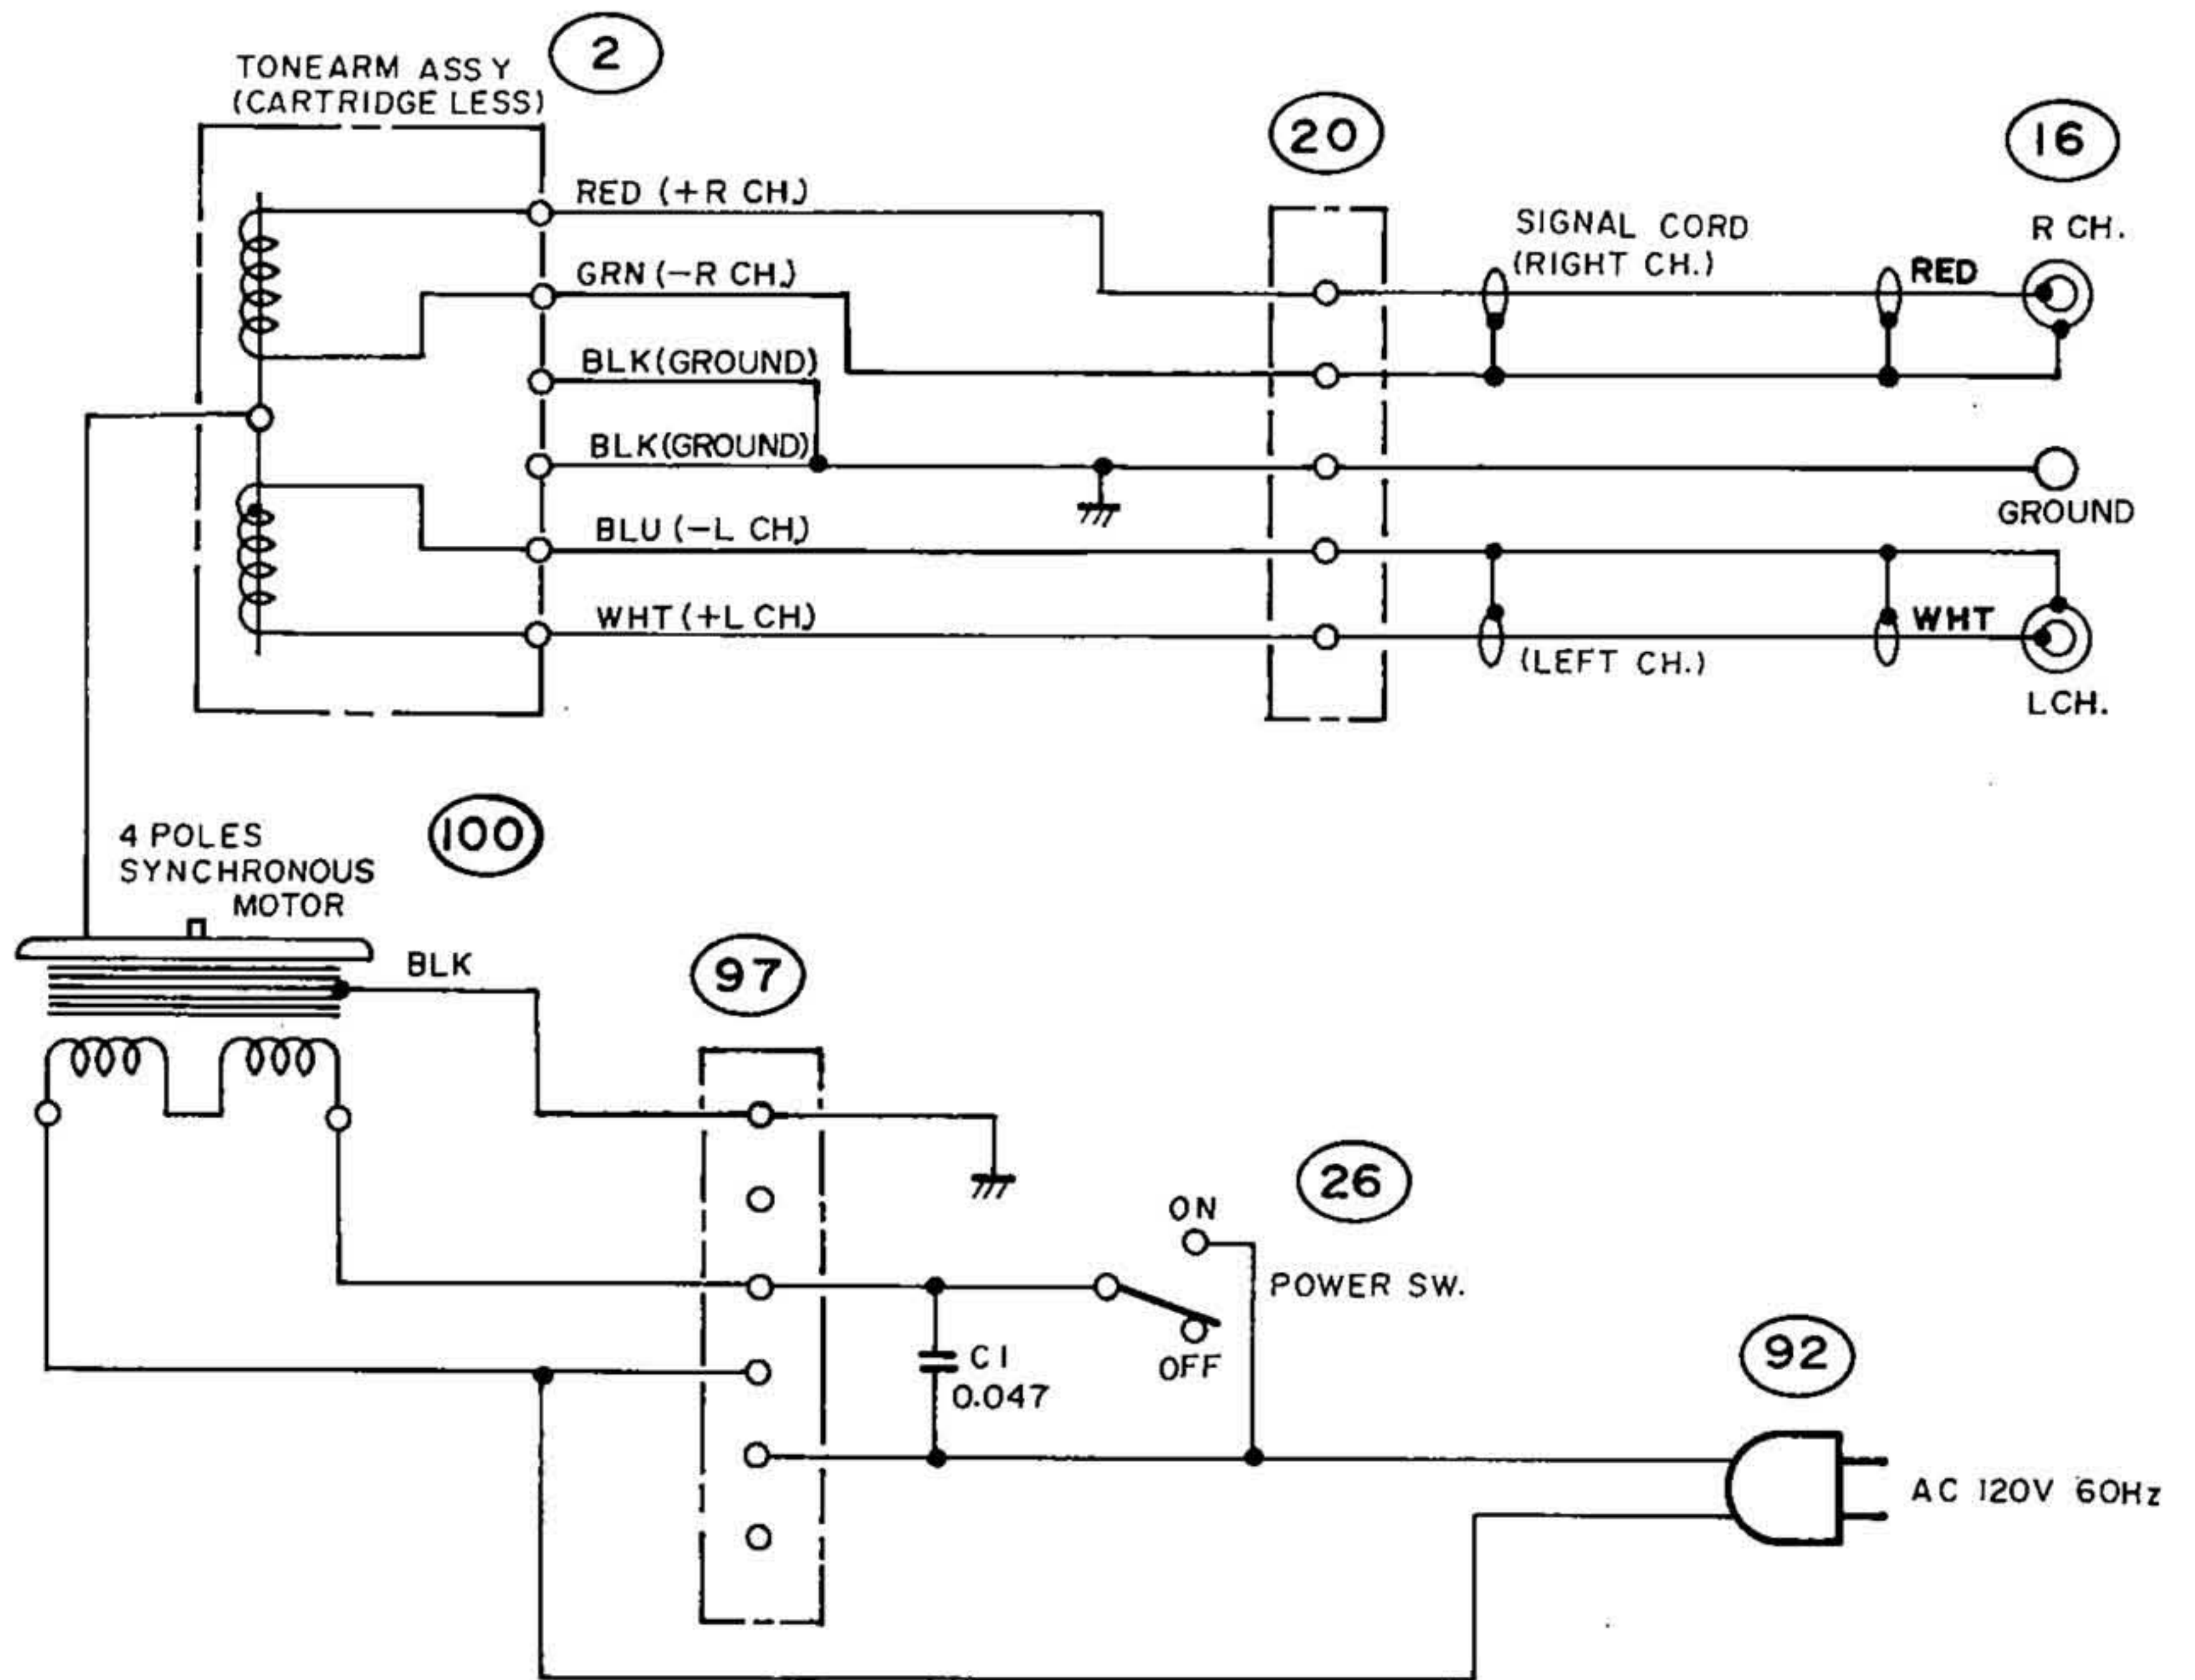 TONEARM ASSY
(CARTRIDGE LESS)
2
20
16
RED (+R CH.)
SIGNAL CORD
(RIGHT CH.)
R CH.
RED
GRN (-R CH.)
BLK (GROUND)
BLK (GROUND)
GROUND
BLU (-L CH.)
WHT (+L CH.)
WHT
(LEFT CH.)
L CH.
4 POLES
SYNCHRONOUS
MOTOR
100
BLK
97
26
ON
POWER SW.
OFF
C1
0.047
92
AC 120V 60Hz